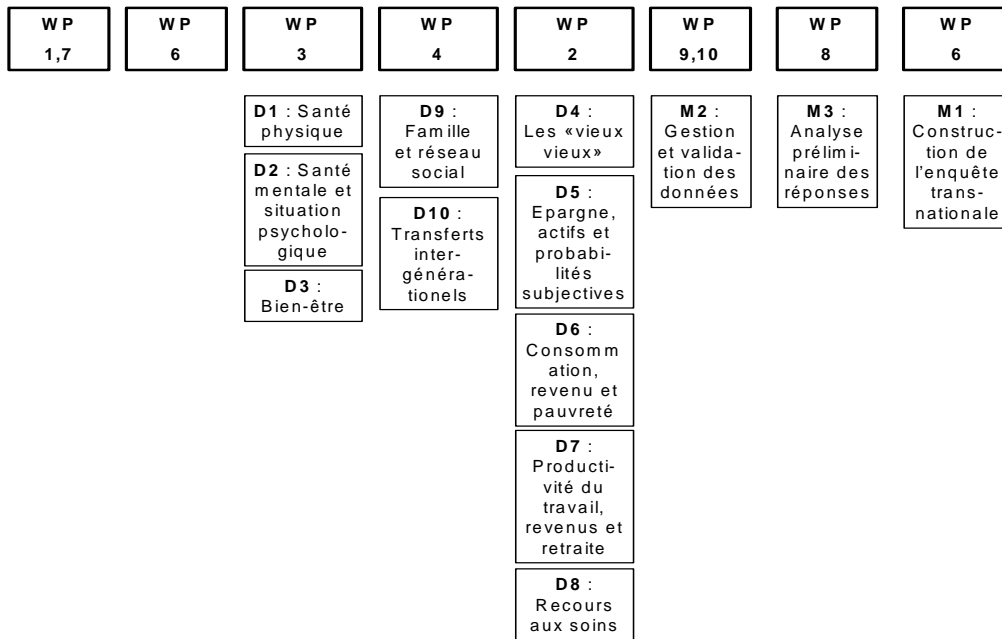 WP
1,7
WP
6
WP
3
WP
4
WP
2
WP
9,10
WP
8
WP
6
D1 : Santé
physique
D2 : Santé
mentale et
situation
psycholo-
gique
D3 :
Bien-être
D9 :
Famille
et réseau
social
D10 :
Transferts
inter-
généra-
tionels
D4 :
Les «vieux
vieux»
D5 :
Epargne,
actifs et
probabi-
lités
subjectives
D6 :
Consomm
ation,
revenu et
pauvreté
D7 :
Producti-
vité du
travail,
revenus et
retraite
D8 :
Recours
aux soins
M2 :
Gestion
et valida-
tion des
données
M3 :
Analyse
prélimi-
naire des
réponses
M1 :
Construc-
tion de
l'enquête
trans-
nationale